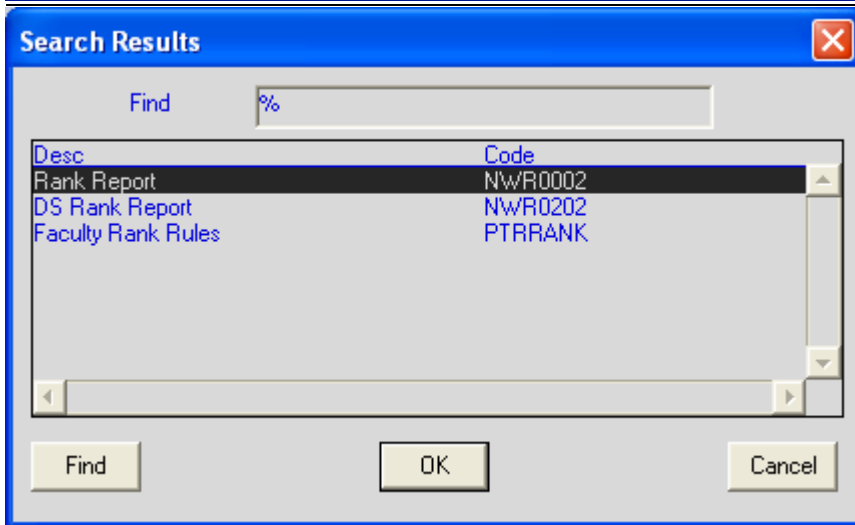 Search Results
Find %
Desc Code
Rank Report NWR0002
DS Rank Report NWR0202
Faculty Rank Rules PTRRANK
Find OK Cancel